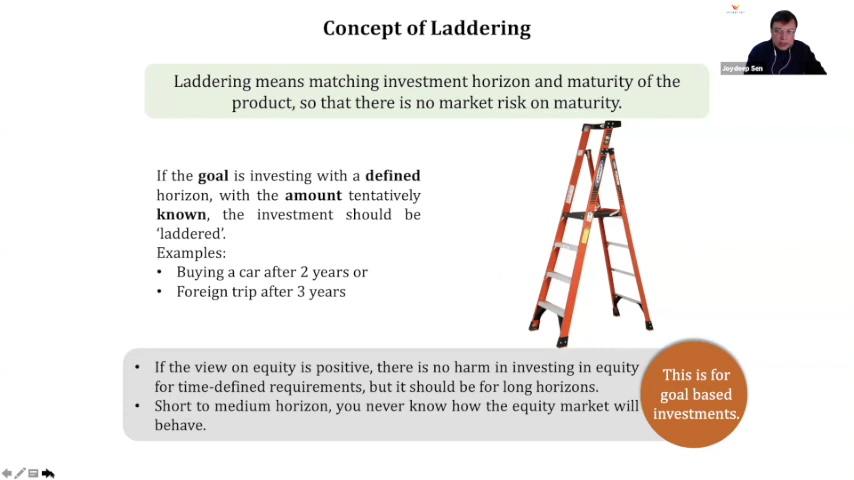 Concept of Laddering
Joydeep Sen
Laddering means matching investment horizon and maturity of the
product, so that there is no market risk on maturity.
If the goal is investing with a defined
horizon, with the amount tentatively
known, the investment should be
‘laddered’.
Examples:
• Buying a car after 2 years or
• Foreign trip after 3 years
• If the view on equity is positive, there is no harm in investing in equity
for time-defined requirements, but it should be for long horizons.
• Short to medium horizon, you never know how the equity market will
behave.
This is for
goal based
investments.